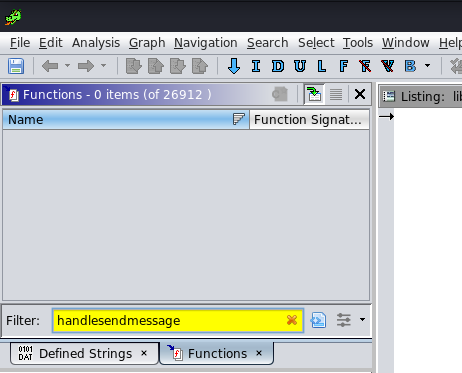 File Edit Analysis Graph Navigation Search Select Tools Window Help
I D U L F B
Functions - 0 items (of 26912 )
Listing: lib
Name Function Signat...
Filter: handlesendmessage
0101
DAT Defined Strings × Functions ×